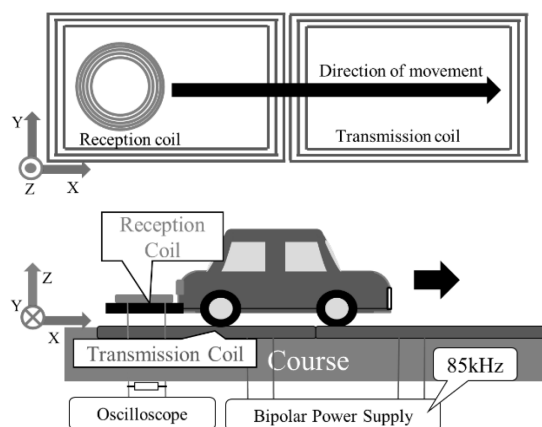 Direction of movement
Y
Reception coil
Transmission coil
Z
X
Reception
Coil
Z
Y
X
Transmission Coil
Course
85kHz
Oscilloscope
Bipolar Power Supply